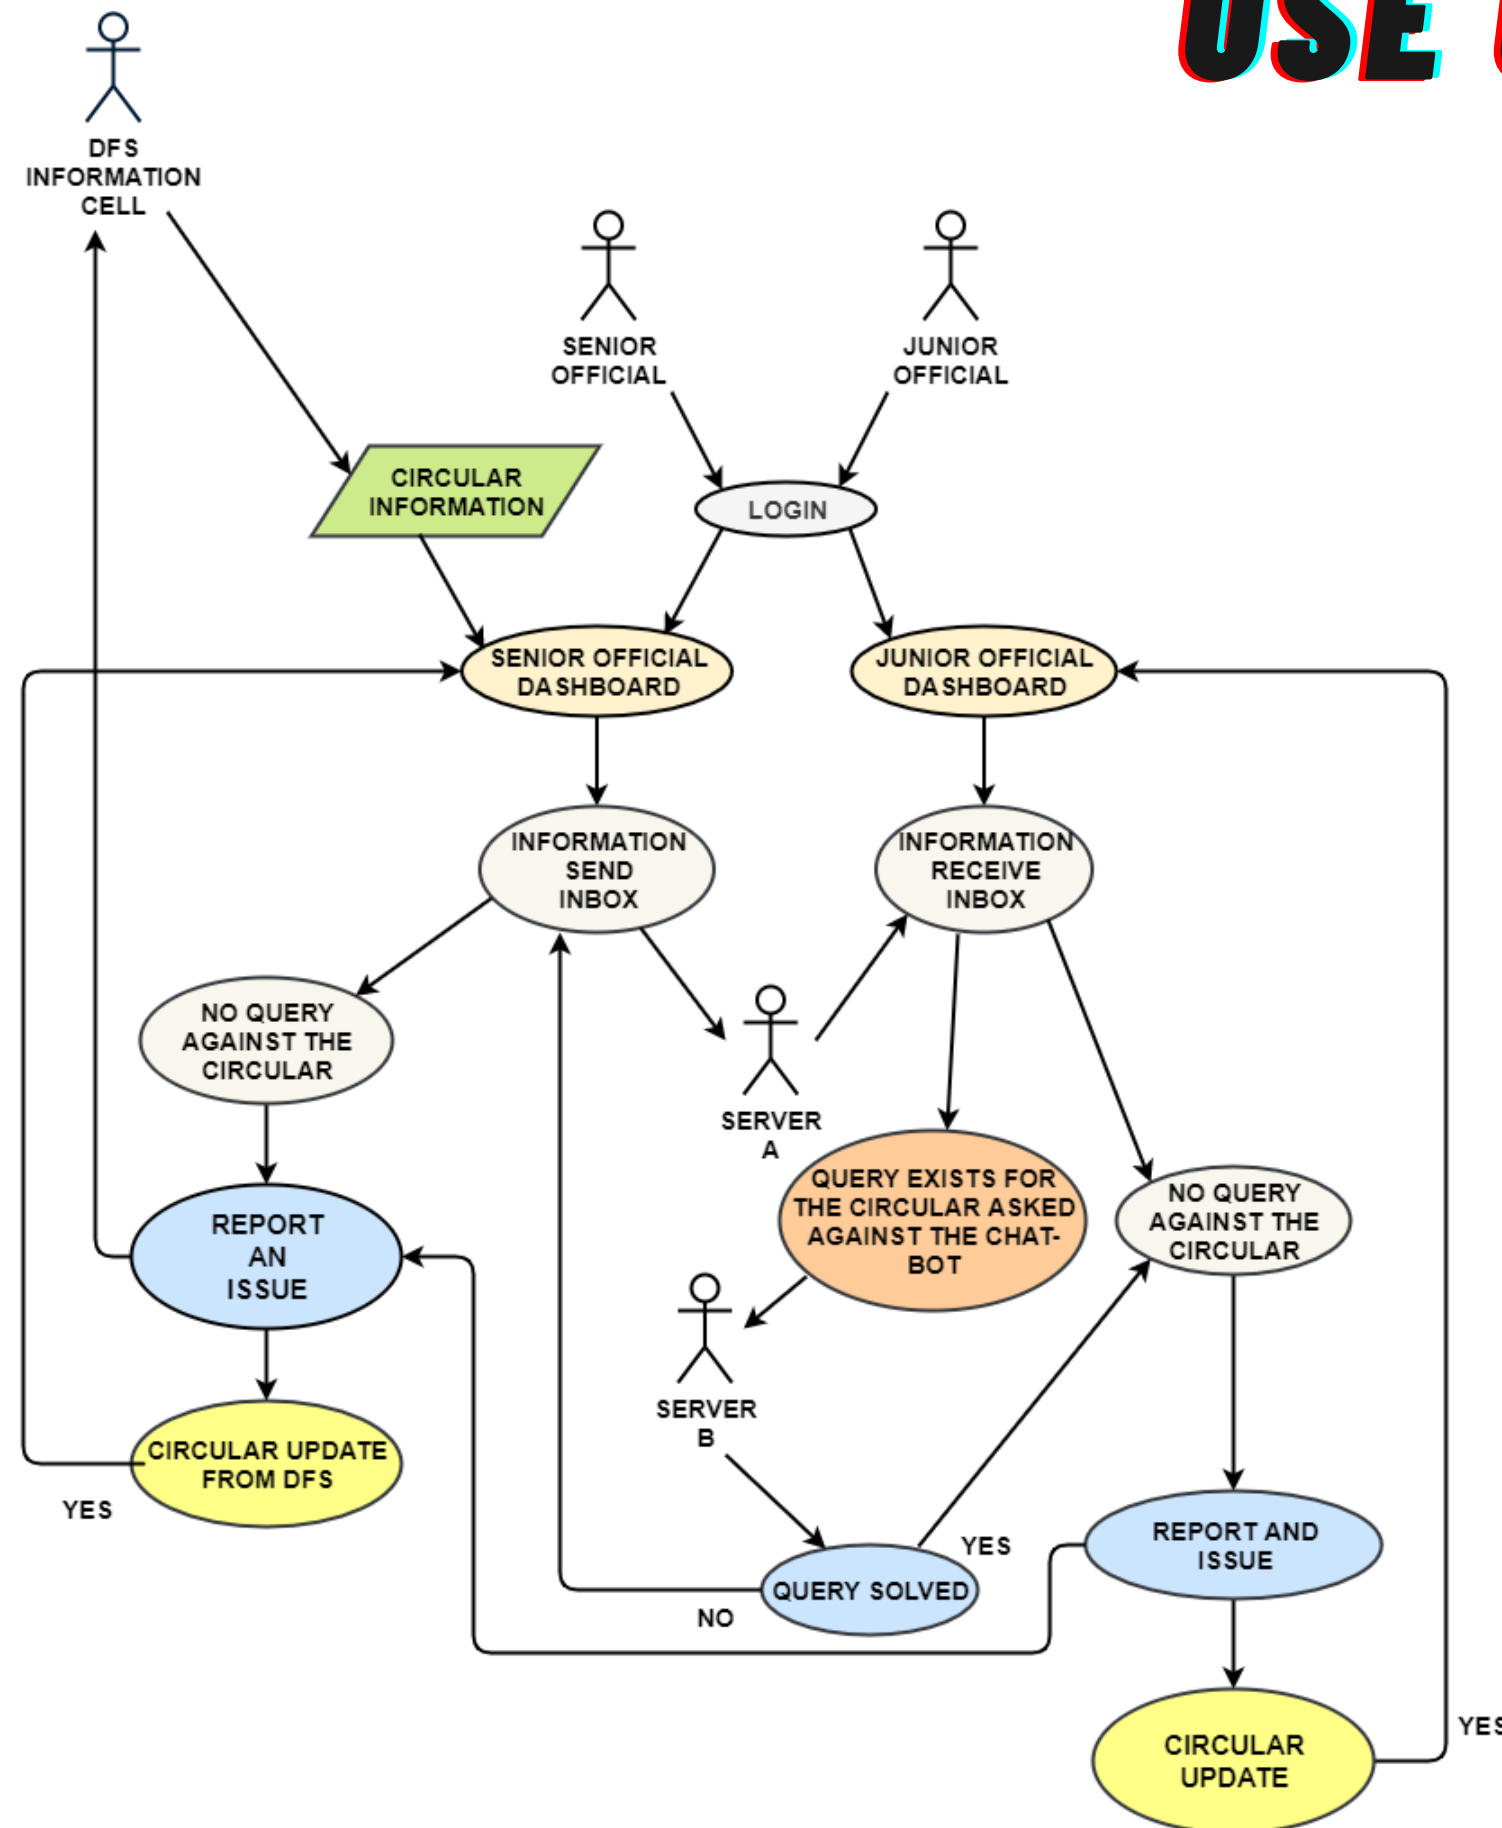 USE
DFS
INFORMATION
CELL
SENIOR
OFFICIAL
JUNIOR
OFFICIAL
CIRCULAR
INFORMATION
LOGIN
SENIOR OFFICIAL
DASHBOARD
JUNIOR OFFICIAL
DASHBOARD
INFORMATION
SEND
INBOX
INFORMATION
RECEIVE
INBOX
NO QUERY
AGAINST THE
CIRCULAR
SERVER
A
QUERY EXISTS FOR
THE CIRCULAR ASKED
AGAINST THE CHAT-
BOT
NO QUERY
AGAINST THE
CIRCULAR
REPORT
AN
ISSUE
SERVER
B
CIRCULAR UPDATE
FROM DFS
YES
YES
QUERY SOLVED
NO
REPORT AND
ISSUE
CIRCULAR
UPDATE
YES